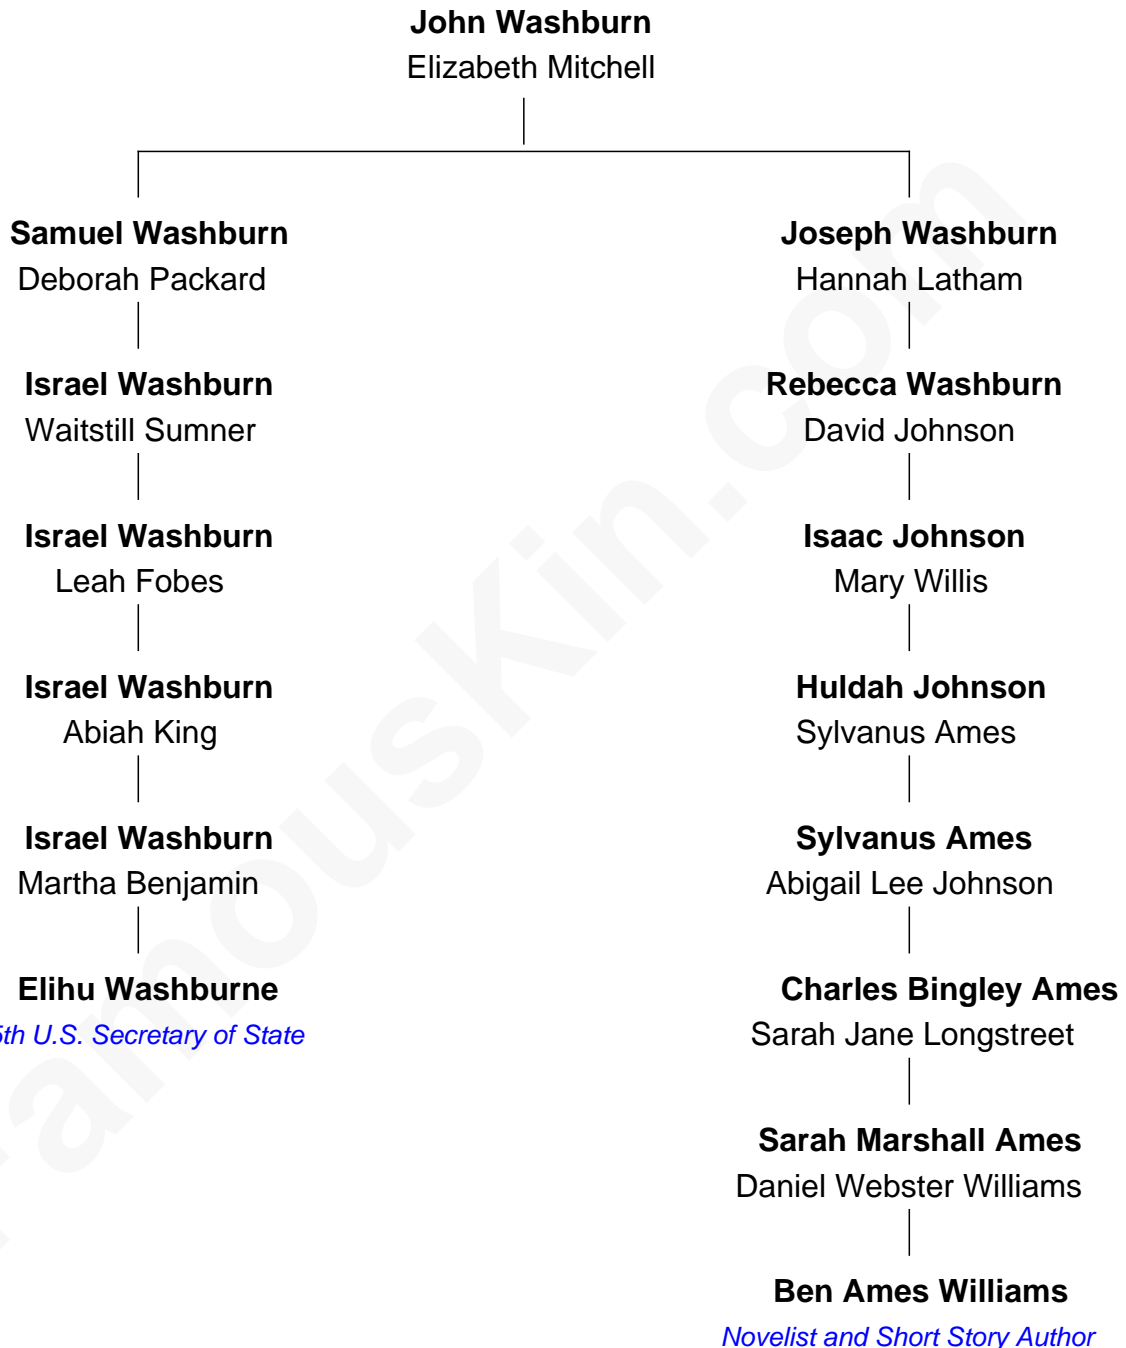 John Washburn
Elizabeth Mitchell
Samuel Washburn
Deborah Packard
Israel Washburn
Waitstill Sumner
Israel Washburn
Leah Fobes
Israel Washburn
Abiah King
Israel Washburn
Martha Benjamin
Elihu Washburne
5th U.S. Secretary of State
Joseph Washburn
Hannah Latham
Rebecca Washburn
David Johnson
Isaac Johnson
Mary Willis
Huldah Johnson
Sylvanus Ames
Sylvanus Ames
Abigail Lee Johnson
Charles Bingley Ames
Sarah Jane Longstreet
Sarah Marshall Ames
Daniel Webster Williams
Ben Ames Williams
Novelist and Short Story Author
FamousKin.com